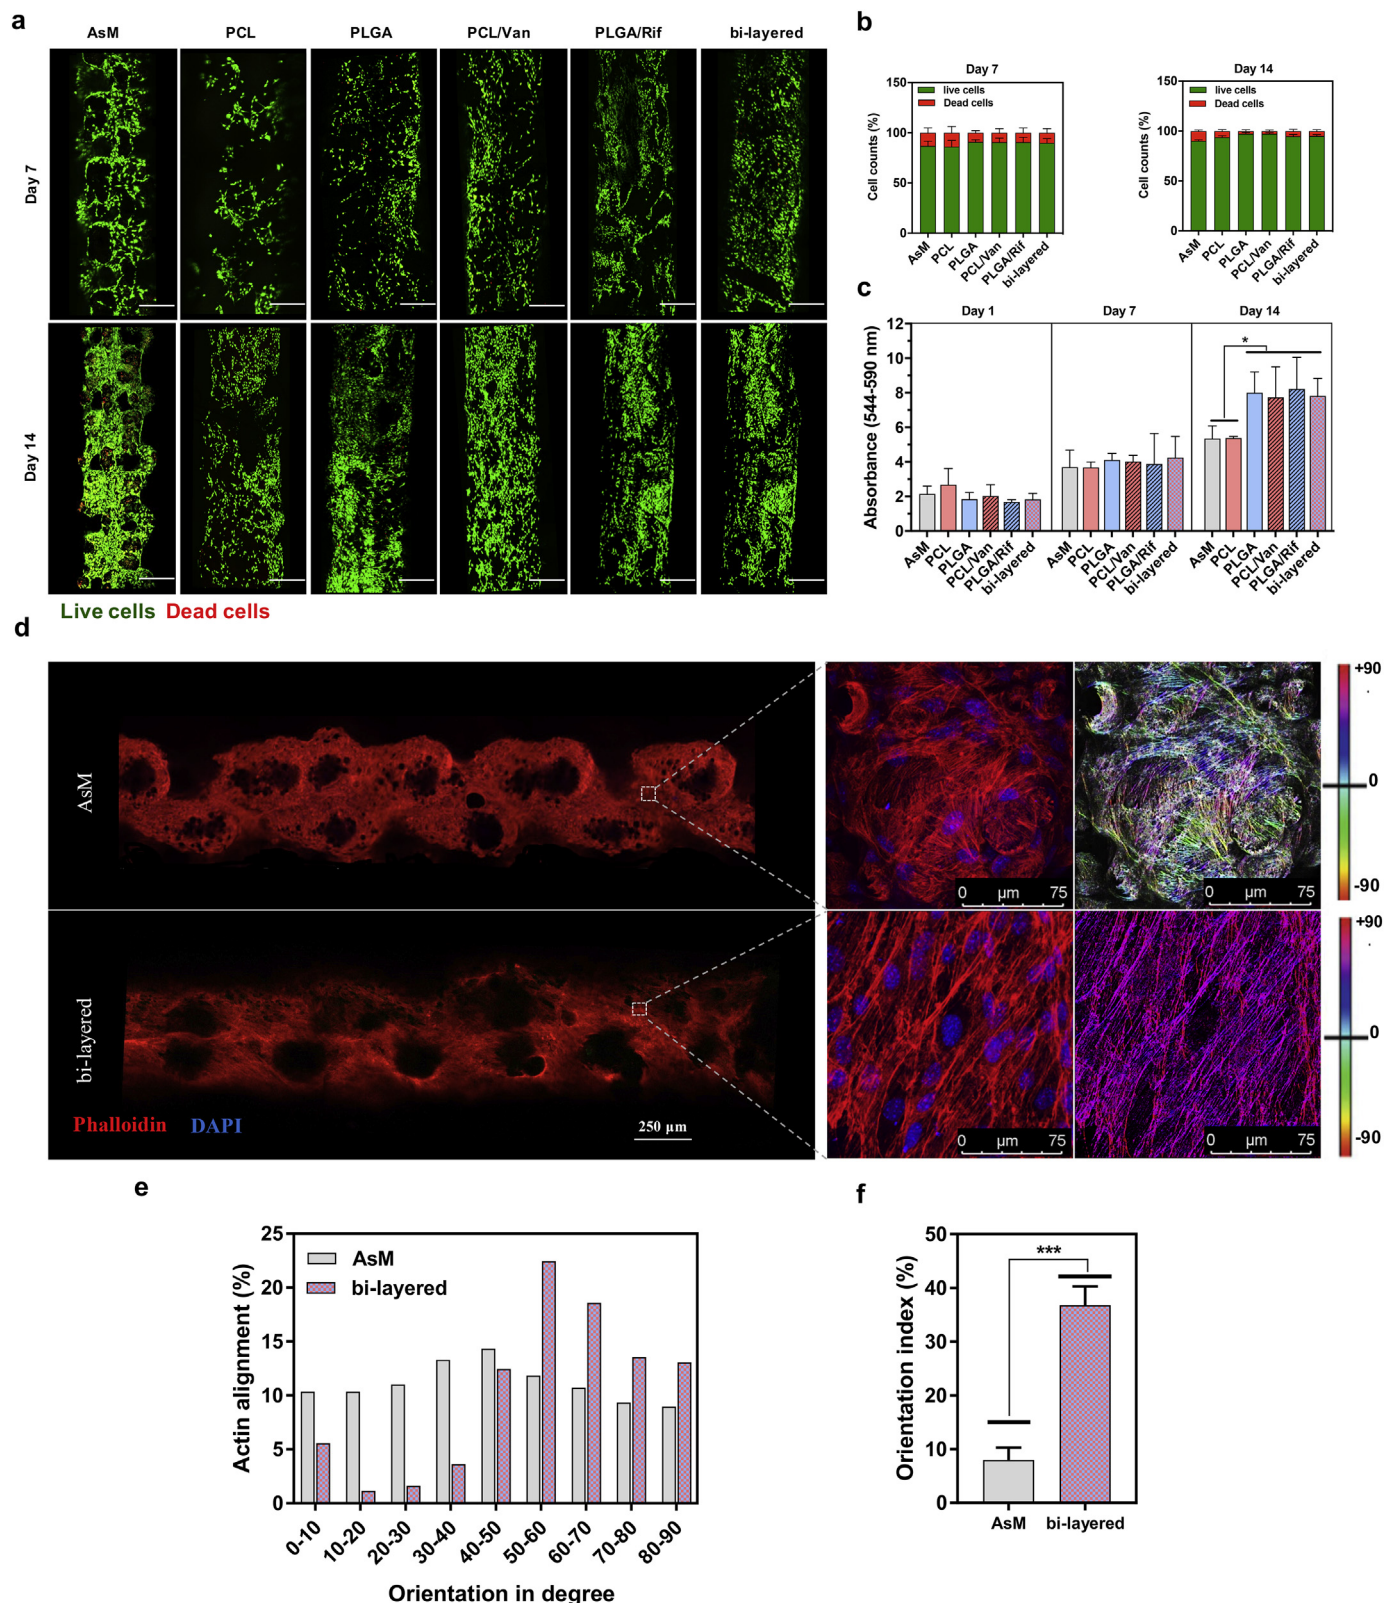 a
AsM PCL PLGA PCL/Van PLGA/Rif bi-layered
Day 7
Day 14
Live cells Dead cells
b
Day 7
live cells
Dead cells
Cell counts (%)
150
100
50
0
AsM PCL PLGA PCL/Van PLGA/Rif bi-layered
Day 14
live cells
Dead cells
Cell counts (%)
150
100
50
0
AsM PCL PLGA PCL/Van PLGA/Rif bi-layered
c
Day 1 Day 7 Day 14
Absorbance (544-590 nm)
12
10
8
6
4
2
0
*
AsM PCL PLGA PCL/Van PLGA/Rif bi-layered AsM PCL PLGA PCL/Van PLGA/Rif bi-layered AsM PCL PLGA PCL/Van PLGA/Rif bi-layered
d
AsM
0 µm 75
0 µm 75
+90
0
-90
bi-layered
Phalloidin DAPI
250 µm
0 µm 75
0 µm 75
+90
0
-90
e
Actin alignment (%)
25
20
15
10
5
0
AsM
bi-layered
0-10 10-20 20-30 30-40 40-50 50-60 60-70 70-80 80-90
Orientation in degree
f
Orientation index (%)
50
40
30
20
10
0
***
AsM bi-layered